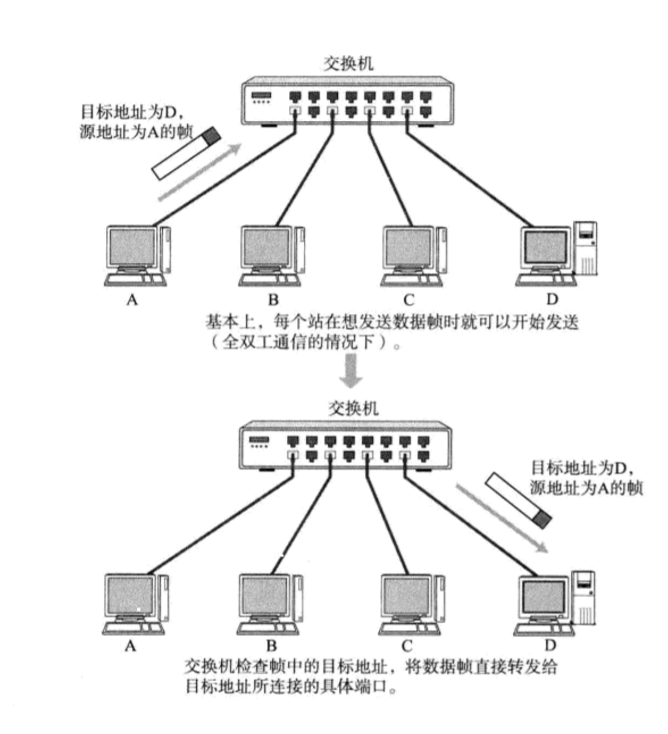 交换机
目标地址为D，
源地址为A的帧
A
B
C
D
基本上，每个站在想发送数据帧时就可以开始发送
（全双工通信的情况下）。
交换机
目标地址为D，
源地址为A的帧
A
B
C
D
交换机检查帧中的目标地址，将数据帧直接转发给
目标地址所连接的具体端口。